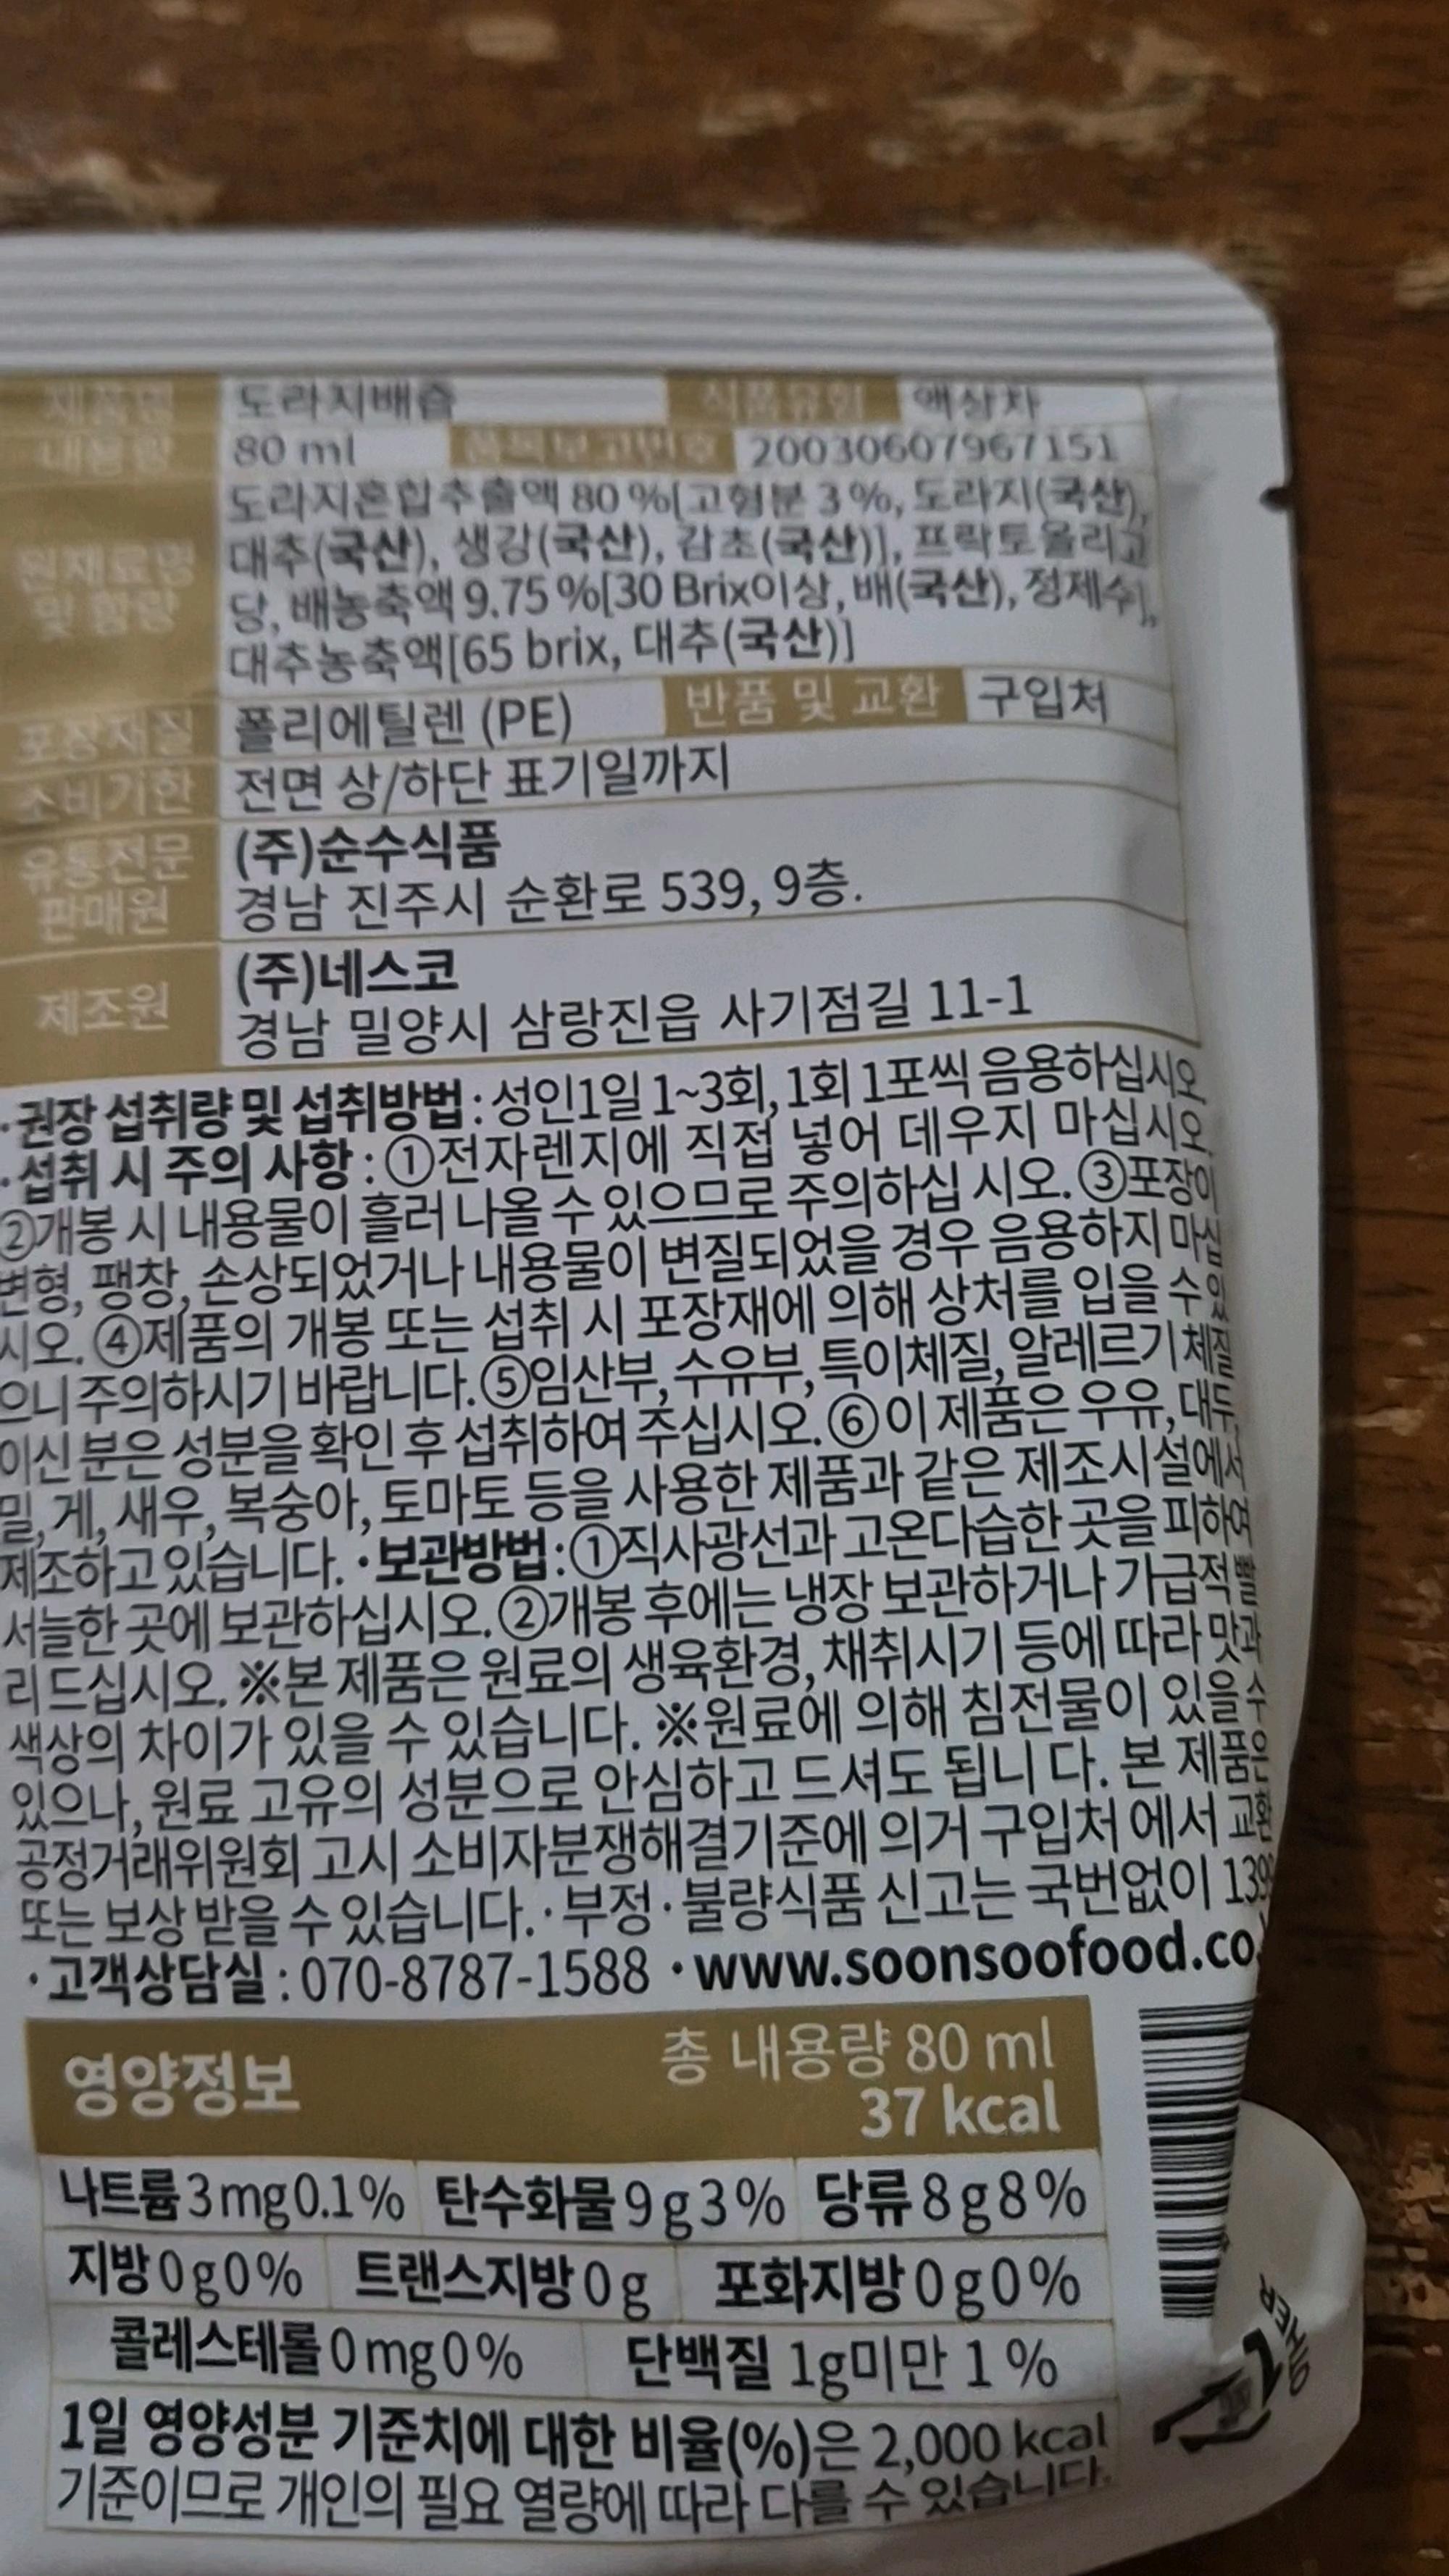 제품명 도라지배즙 식품유형 액상차
내용량 80 ml 품목보고번호 20030607967151
원재료명 및 함량 도라지혼합추출액 80 %[고형분 3 %, 도라지(국산),
대추(국산), 생강(국산), 감초(국산)], 프락토올리고
당, 배농축액 9.75 %[30 Brix이상, 배(국산), 정제수],
대추농축액[65 brix, 대추(국산)]
포장재질 폴리에틸렌 (PE) 반품 및 교환 구입처
소비기한 전면 상/하단 표기일까지
유통전문 판매원 (주)순수식품
경남 진주시 순환로 539, 9층.
제조원 (주)네스코
경남 밀양시 삼랑진읍 사기점길 11-1
·권장 섭취량 및 섭취방법 : 성인1일 1~3회, 1회 1포씩 음용하십시오.
·섭취 시 주의 사항 : ①전자렌지에 직접 넣어 데우지 마십시오.
②개봉 시 내용물이 흘러 나올 수 있으므로 주의하십 시오. ③포장이
변형, 팽창, 손상되었거나 내용물이 변질되었을 경우 음용하지 마십
시오. ④제품의 개봉 또는 섭취 시 포장재에 의해 상처를 입을 수 있
으니 주의하시기 바랍니다. ⑤임산부, 수유부, 특이체질, 알레르기 체질
이신 분은 성분을 확인 후 섭취하여 주십시오. ⑥이 제품은 우유, 대두,
밀, 게, 새우, 복숭아, 토마토 등을 사용한 제품과 같은 제조시설에서
제조하고 있습니다. ·보관방법 : ①직사광선과 고온다습한 곳을 피하여
서늘한 곳에 보관하십시오. ②개봉 후에는 냉장 보관하거나 가급적 빨
리 드십시오. ※본 제품은 원료의 생육환경, 채취시기 등에 따라 맛과
색상의 차이가 있을 수 있습니다. ※원료에 의해 침전물이 있을 수
있으나, 원료 고유의 성분으로 안심하고 드셔도 됩니 다. 본 제품은
공정거래위원회 고시 소비자분쟁해결기준에 의거 구입처 에서 교환
또는 보상 받을 수 있습니다. · 부정 · 불량식품 신고는 국번없이 139
·고객상담실 : 070-8787-1588 ·www.soonsoofood.co.
영양정보 총 내용량 80 ml
37 kcal
나트륨 3 mg 0.1 % 탄수화물 9 g 3 % 당류 8 g 8 %
지방 0 g 0 % 트랜스지방 0 g 포화지방 0 g 0 %
콜레스테롤 0 mg 0 % 단백질 1g미만 1 %
1일 영양성분 기준치에 대한 비율(%)은 2,000 kcal
기준이므로 개인의 필요 열량에 따라 다를 수 있습니다.